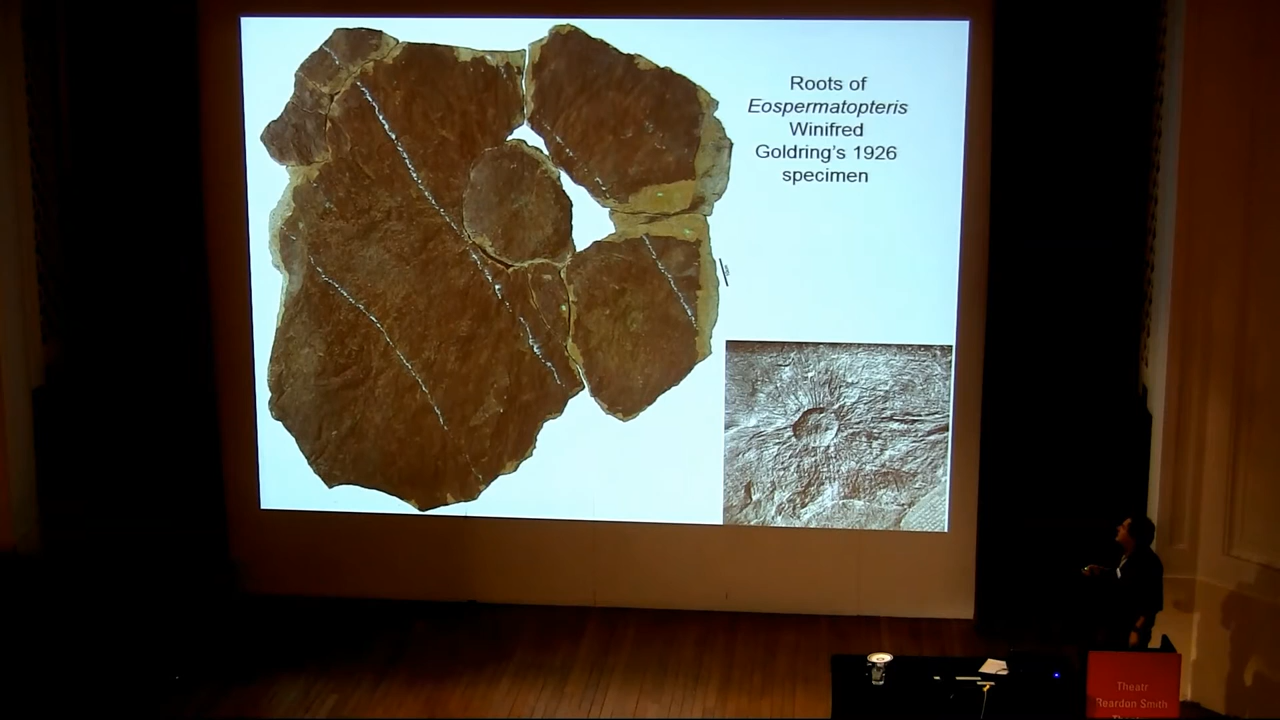 Roots of
Eospermatopteris
Winifred
Goldring's 1926
specimen
Theatr
Reardon Smith